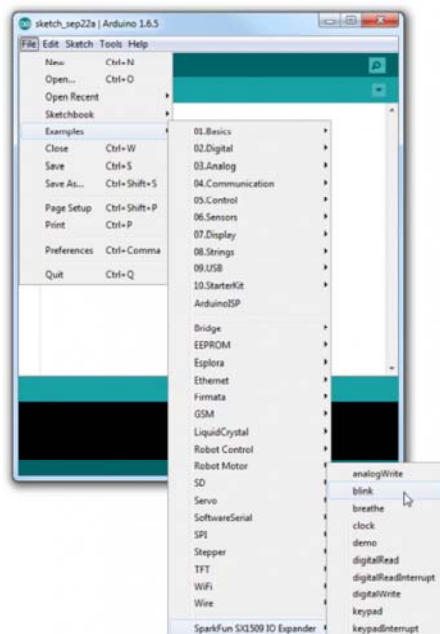 sketch_sep22a | Arduino 1.6.5
File Edit Sketch Tools Help
New Ctrl+N
Open... Ctrl+O
Open Recent
Sketchbook
Examples
Close Ctrl+W
Save Ctrl+S
Save As... Ctrl+Shift+S
Page Setup Ctrl+Shift+P
Print Ctrl+P
Preferences Ctrl+Comma
Quit Ctrl+Q
01.Basics
02.Digital
03.Analog
04.Communication
05.Control
06.Sensors
07.Display
08.Strings
09.USB
10.StarterKit
ArduinoISP
Bridge
EEPROM
Esplora
Ethernet
Firmata
GSM
LiquidCrystal
Robot Control
Robot Motor
SD
Servo
SoftwareSerial
SPI
Stepper
TFT
WiFi
Wire
SparkFun SX1509 IO Expander
analogWrite
blink
breathe
clock
demo
digitalRead
digitalReadInterrupt
digitalWrite
keypad
keypadInterrupt